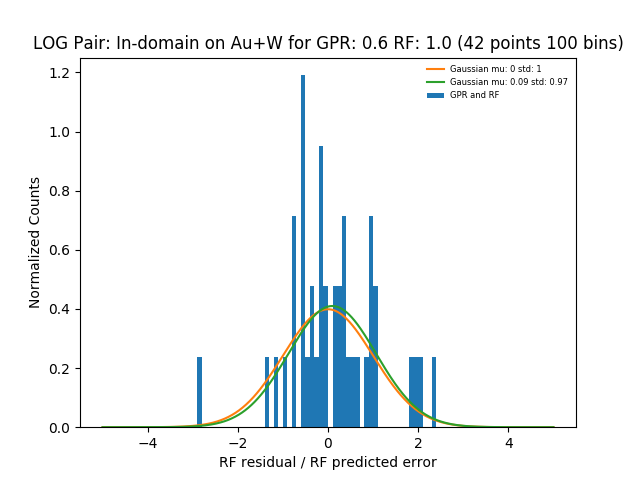 LOG Pair: In-domain on Au+W for GPR: 0.6 RF: 1.0 (42 points 100 bins)
Gaussian mu: 0 std: 1
Gaussian mu: 0.09 std: 0.97
GPR and RF
Normalized Counts
1.2
1.0
0.8
0.6
0.4
0.2
0.0
−4
−2
0
2
4
RF residual / RF predicted error